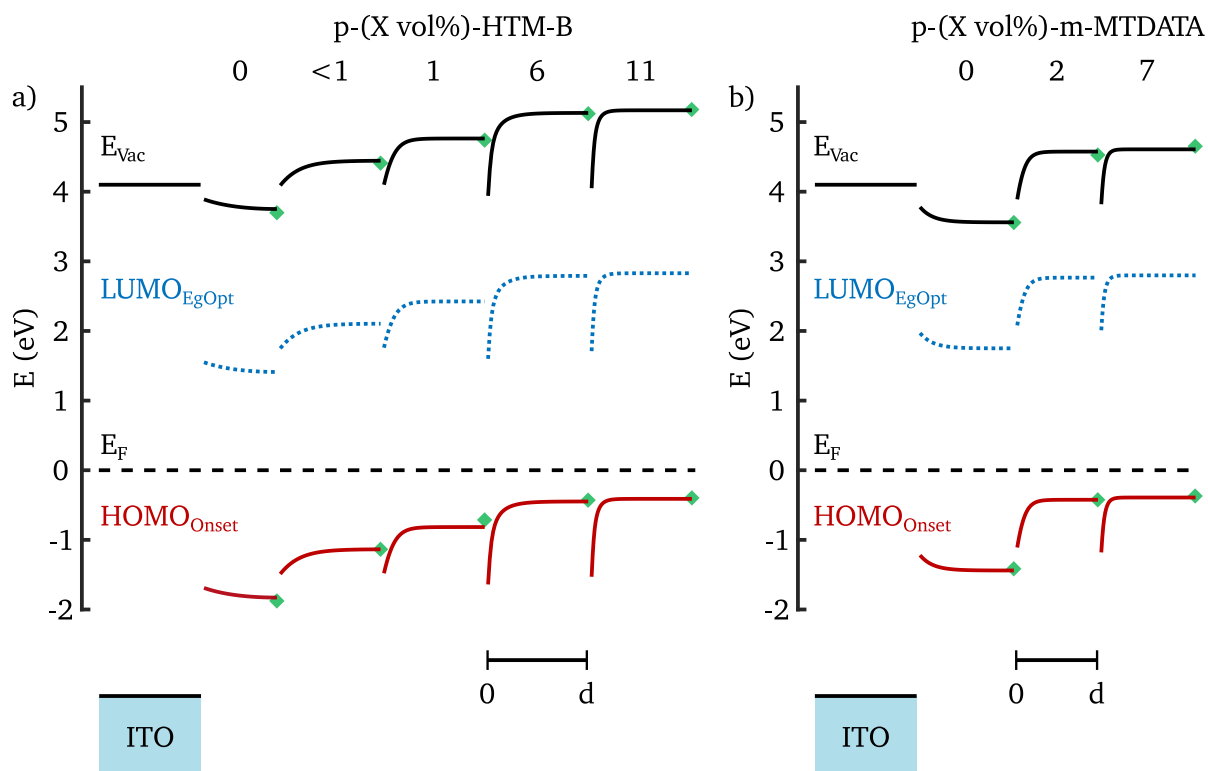 p-(X vol%)-HTM-B
0 <1 1 6 11
a)
E (eV)
5
4
3
2
1
0
-1
-2
E_Vac
LUMO_EgOpt
E_F
HOMO_Onset
0 d
ITO
p-(X vol%)-m-MTDATA
0 2 7
b)
E (eV)
5
4
3
2
1
0
-1
-2
E_Vac
LUMO_EgOpt
E_F
HOMO_Onset
0 d
ITO